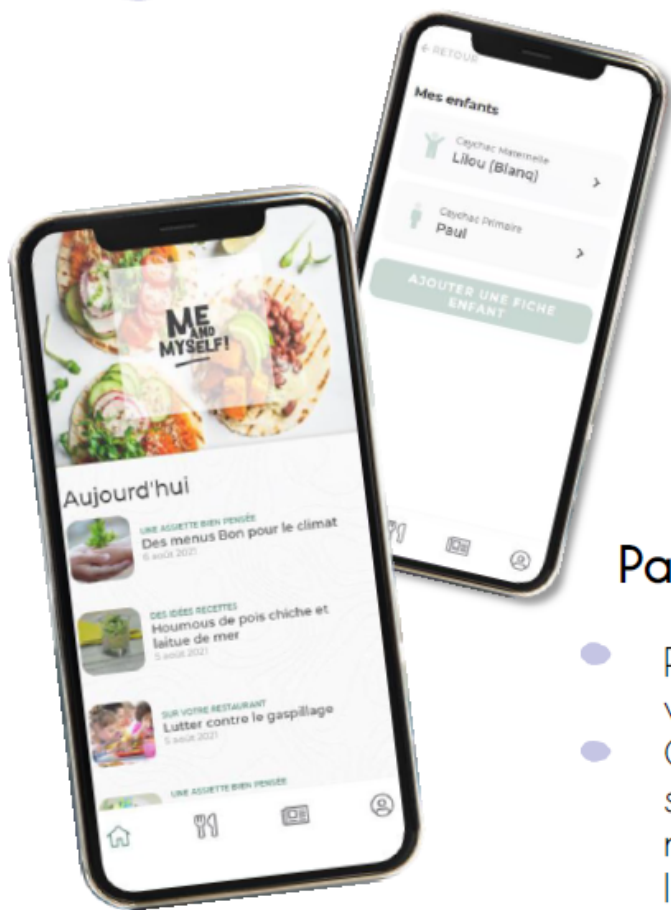 ← RETOUR
Mes enfants
Caychac Maternelle
Lilou (Blanq)
Caychac Primaire
Paul
AJOUTER UNE FICHE
ENFANT
ME
AND
MYSELF!
Aujourd'hui
UNE ASSIETTE BIEN PENSÉE
Des menus Bon pour le climat
6 août 2021
DES IDÉES RECETTES
Houmous de pois chiche et
laitue de mer
5 août 2021
SUR VOTRE RESTAURANT
Lutter contre le gaspillage
5 août 2021
UNE ASSIETTE BIEN PENSÉE
Pa